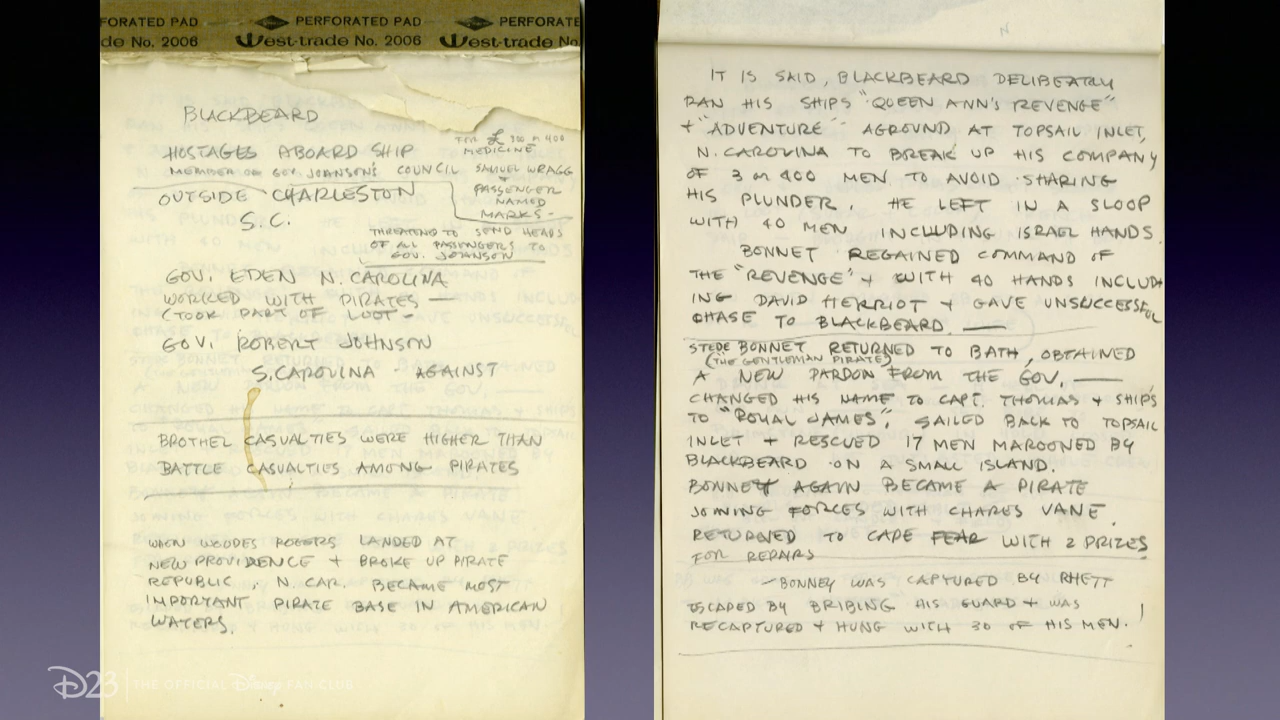 FORATED PAD PERFORATED PAD PERFORATE
de No. 2006 West-trade No. 2006 West-trade No
BLACKBEARD
HOSTAGES ABOARD SHIP
FOR £ 300 or 400
MEDICINE
MEMBER OF GOV JOHNSON'S COUNCIL SAMUEL WRAGG
+
PASSENGER
NAMED
MARKS -
OUTSIDE CHARLESTON
S.C.
THREATENED TO SEND HEADS
OF ALL PASSENGERS TO
GOV. JOHNSON
GOV. EDEN N. CAROLINA
WORKED WITH PIRATES —
(TOOK PART OF LOOT -
GOV. ROBERT JOHNSON
S. CAROLINA - AGAINST
BROTHEL CASUALTIES WERE HIGHER THAN
BATTLE CASUALTIES AMONG PIRATES
WHEN WOODES ROGERS LANDED AT
NEW PROVIDENCE + BROKE UP PIRATE
REPUBLIC, N. CAR. BECAME MOST
IMPORTANT PIRATE BASE IN AMERICAN
WATERS.
D23 THE OFFICIAL Disney FAN CLUB
IT IS SAID, BLACKBEARD DELIBEATLY
RAN HIS SHIPS "QUEEN ANN'S REVENGE"
+ "ADVENTURE" AGROUND AT TOPSAIL INLET,
N. CAROLINA TO BREAK UP HIS COMPANY
OF 3 or 400 MEN TO AVOID SHARING
HIS PLUNDER. HE LEFT IN A SLOOP
WITH 40 MEN INCLUDING ISRAEL HANDS.
BONNET REGAINED COMMAND OF
THE "REVENGE" + WITH 40 HANDS INCLUD
ING DAVID HERRIOT + GAVE UNSUCCESSFUL
CHASE TO BLACKBEARD. —
STEDE BONNET RETURNED TO BATH, OBTAINED
(THE GENTLEMAN PIRATE)
A NEW PARDON FROM THE GOV. —
CHANGED HIS NAME TO CAPT. THOMAS + SHIPS
TO "ROYAL JAMES", SAILED BACK TO TOPSAIL
INLET + RESCUED 17 MEN MAROONED BY
BLACKBEARD ON A SMALL ISLAND.
BONNETT AGAIN BECAME A PIRATE
JOINING FORCES WITH CHARES VANE.
RETURNED TO CAPE FEAR WITH 2 PRIZES
FOR REPAIRS
- BONNEY WAS CAPTURED BY RHETT
ESCAPED BY BRIBING HIS GUARD + WAS
RECAPTURED + HUNG WITH 30 OF HIS MEN.